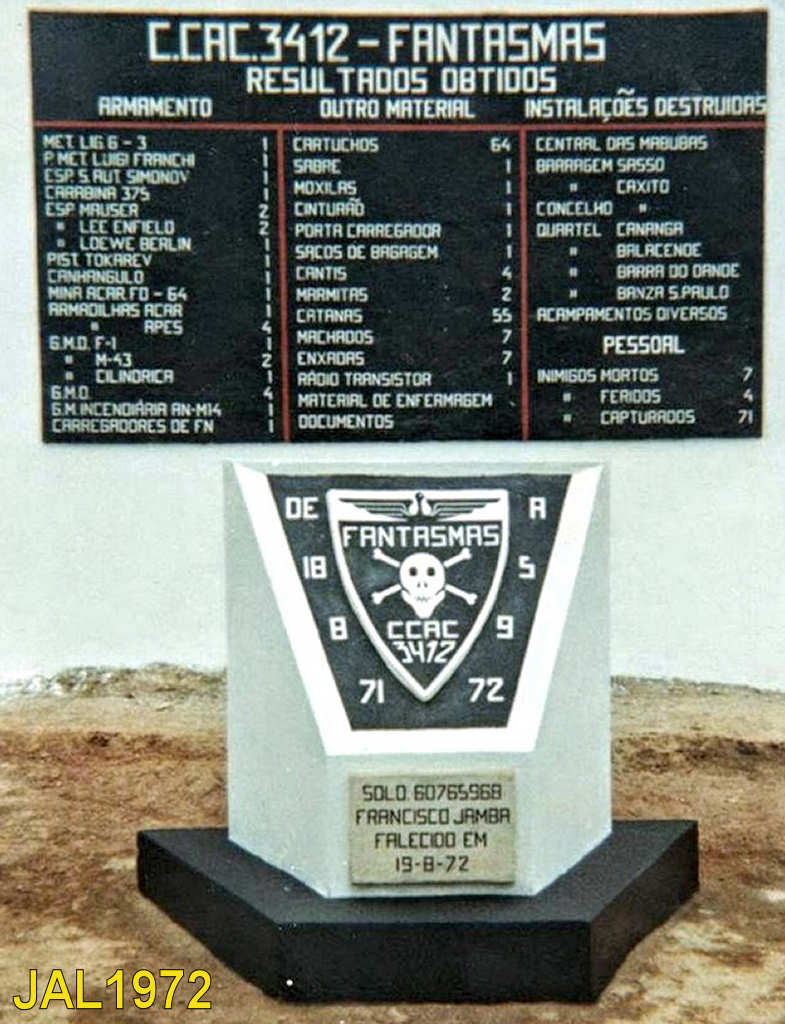 C.CAC.3412 - FANTASMAS
RESULTADOS OBTIDOS
ARMAMENTO
MET. LIG. 6 - 3 1
P. MET. LUIGI FRANCHI 1
ESP. S. AUT SIMONOV 1
CARABINA 375 1
ESP. MAUSER 2
" LEE ENFIELD 2
" LOEWE BERLIN 2
PIST. TOKAREV 1
CANHANGULO 1
MINA ACAR. FD - 64 1
ARMADILHAS ACAR 1
" APES 4
G.M.D. F-1 1
" M-43 2
" CILINDRICA 1
G.M.O. 4
G.M. INCENDIÁRIA AN-M14 1
CARREGADORES DE FN 1
OUTRO MATERIAL
CARTUCHOS 64
SABRE 1
MOXILAS 1
CINTURÃO 1
PORTA CARREGADOR 1
SACOS DE BAGAGEM 1
CANTIS 4
MARMITAS 2
CATANAS 55
MACHADOS 7
ENXADAS 7
RÁDIO TRANSISTOR 1
MATERIAL DE ENFERMAGEM
DOCUMENTOS
INSTALAÇÕES DESTRUIDAS
CENTRAL DAS MABUBAS
BARRAGEM SASSO
" CAXITO
CONCELHO "
QUARTEL CANANGA
" BALACENDE
" BARRA DO DANDE
" BANZA S.PAULO
ACAMPAMENTOS DIVERSOS
PESSOAL
INIMIGOS MORTOS 7
" FERIDOS 4
" CAPTURADOS 71
DE A
FANTASMAS
18 5
8 9
CCAC
3412
71 72
SOLD. 60765968
FRANCISCO JAMBA
FALECIDO EM
19-8-72
JAL1972